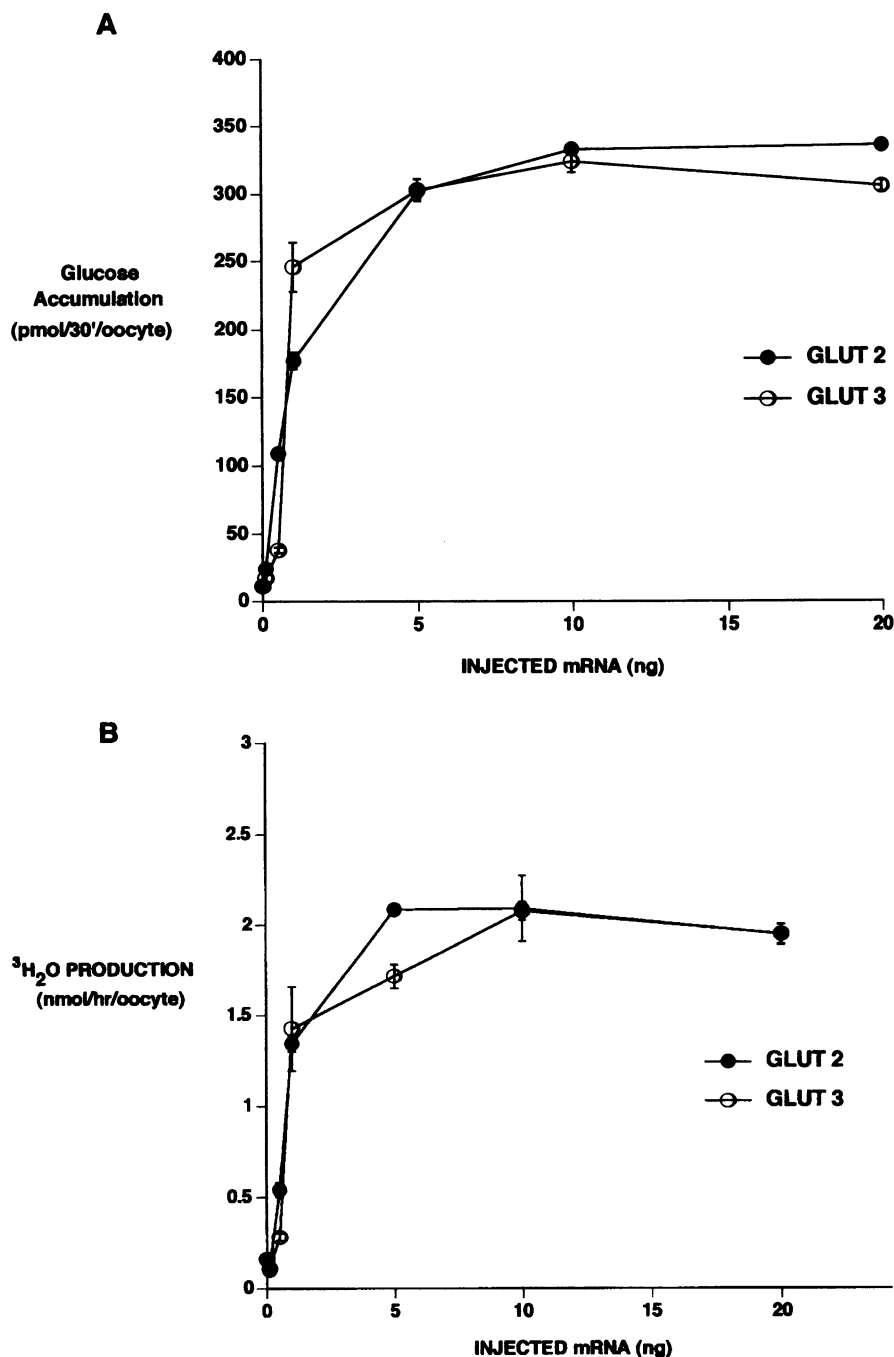 A
400
350
300
250
200
150
100
50
0
Glucose
Accumulation
(pmol/30'/oocyte)
GLUT 2
GLUT 3
0 5 10 15 20
INJECTED mRNA (ng)
B
3
2.5
2
1.5
1
0.5
0
³H₂O PRODUCTION
(nmol/hr/oocyte)
GLUT 2
GLUT 3
0 5 10 15 20
INJECTED mRNA (ng)